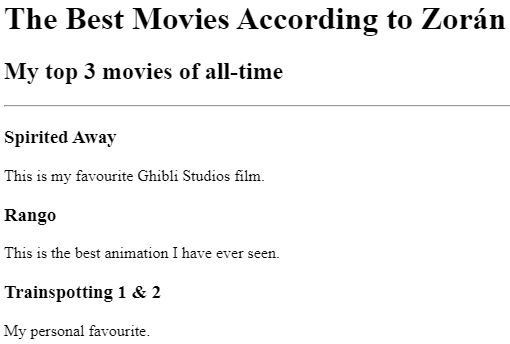 The Best Movies According to Zorán
My top 3 movies of all-time
Spirited Away
This is my favourite Ghibli Studios film.
Rango
This is the best animation I have ever seen.
Trainspotting 1 & 2
My personal favourite.